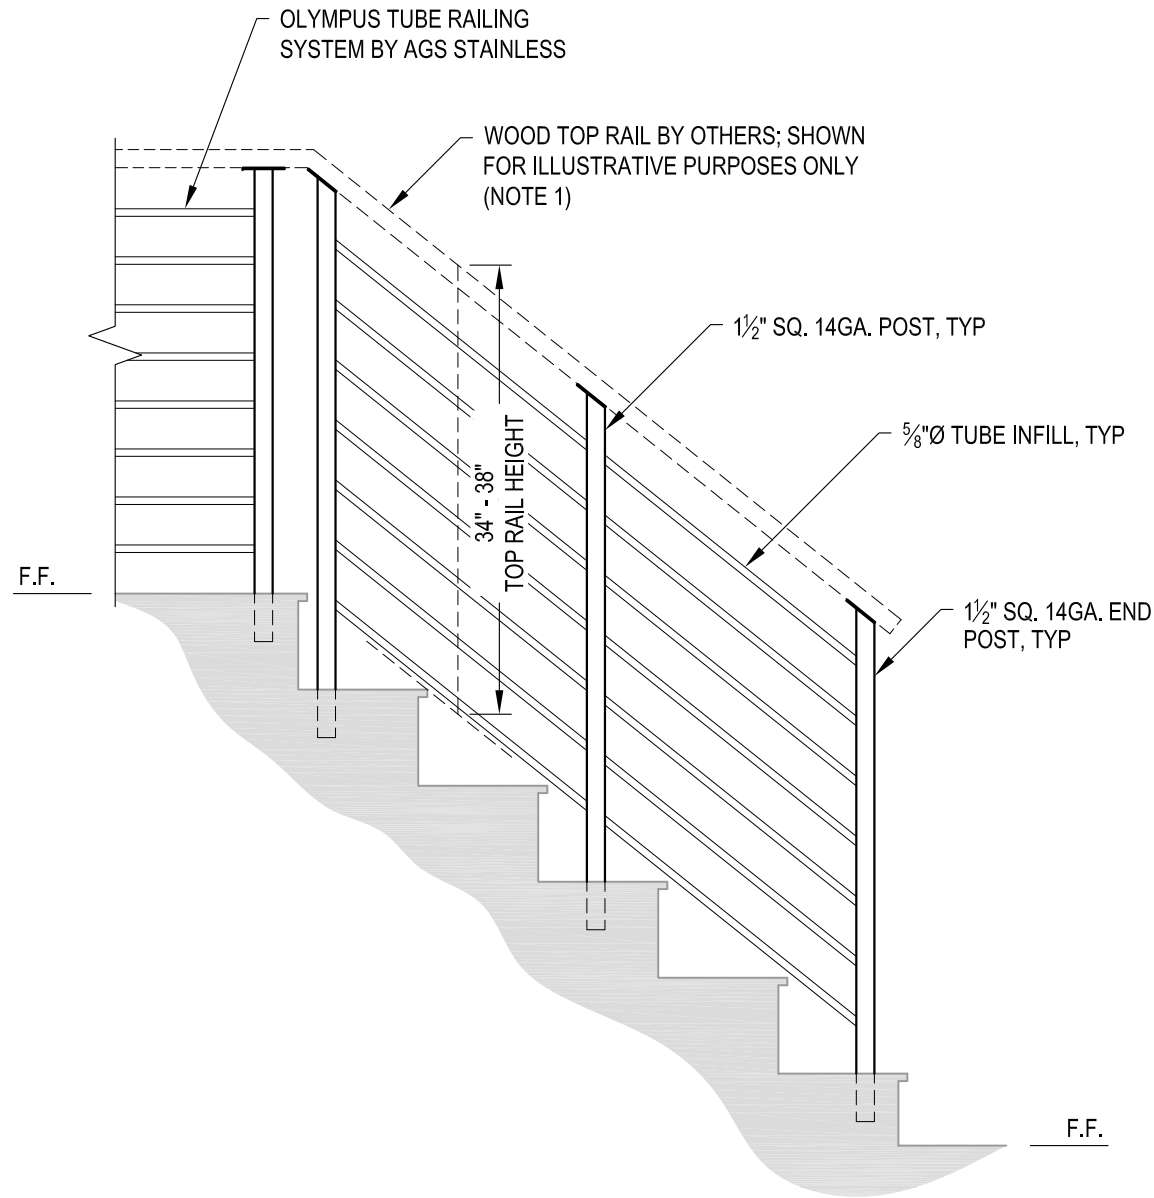 OLYMPUS TUBE RAILING
SYSTEM BY AGS STAINLESS
WOOD TOP RAIL BY OTHERS; SHOWN
FOR ILLUSTRATIVE PURPOSES ONLY
(NOTE 1)
1½" SQ. 14GA. POST, TYP
⅝"Ø TUBE INFILL, TYP
34" - 38"
TOP RAIL HEIGHT
F.F.
1½" SQ. 14GA. END
POST, TYP
F.F.